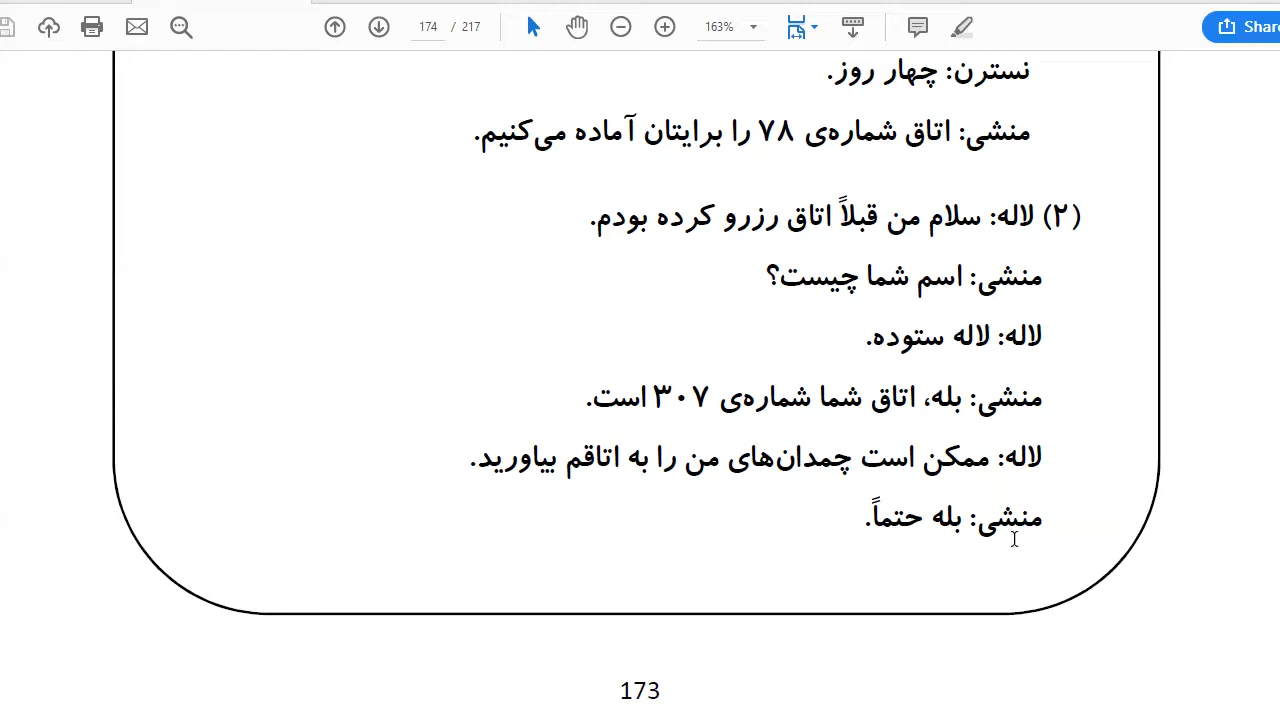 174 / 217
163%
Shar
نسترن: چهار روز.
منشی: اتاق شماره‌ی ۷۸ را برایتان آماده می‌کنیم.
(۲) لاله: سلام من قبلاً اتاق رزرو کرده بودم.
منشی: اسم شما چیست؟
لاله: لاله ستوده.
منشی: بله، اتاق شما شماره‌ی ۳۰۷ است.
لاله: ممکن است چمدان‌های من را به اتاقم بیاورید.
منشی: بله حتماً.
173